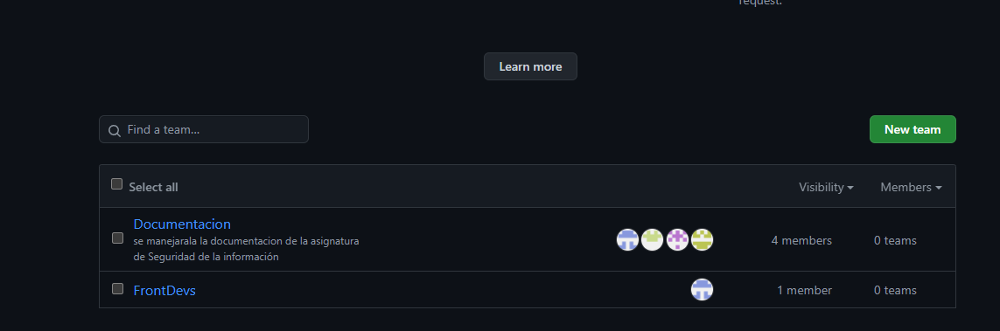 request.
Learn more
Find a team...
New team
Select all
Visibility
Members
Documentacion
se manejarala la documentacion de la asignatura
de Seguridad de la información
4 members
0 teams
FrontDevs
1 member
0 teams